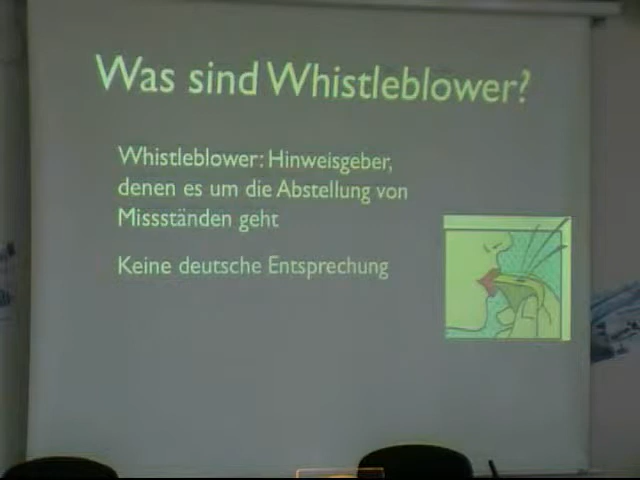 Was sind Whistleblower?
Whistleblower: Hinweisgeber,
denen es um die Abstellung von
Missständen geht
Keine deutsche Entsprechung